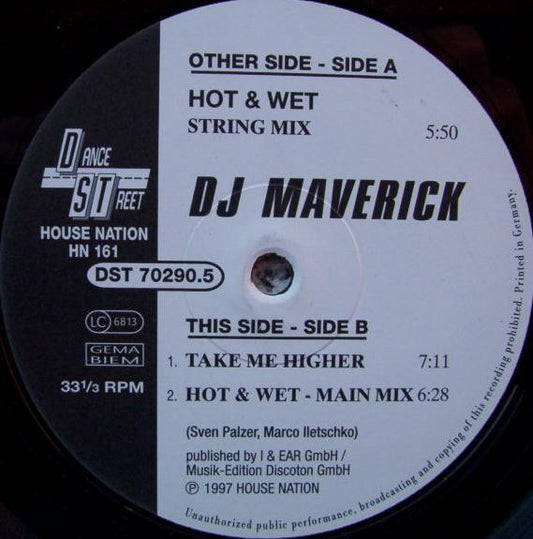 OTHER SIDE - SIDE A
HOT & WET
STRING MIX 5:50
DANCE
STREET
HOUSE NATION
HN 161
DST 70290.5
DJ MAVERICK
LC 6813
GEMA
BIEM
33 1/3 RPM
THIS SIDE - SIDE B
1. TAKE ME HIGHER 7:11
2. HOT & WET - MAIN MIX 6:28
(Sven Palzer, Marco Iletschko)
published by I & EAR GmbH /
Musik-Edition Discoton GmbH
℗ 1997 HOUSE NATION
Unauthorized public performance, broadcasting and copying of this recording prohibited. Printed in Germany.